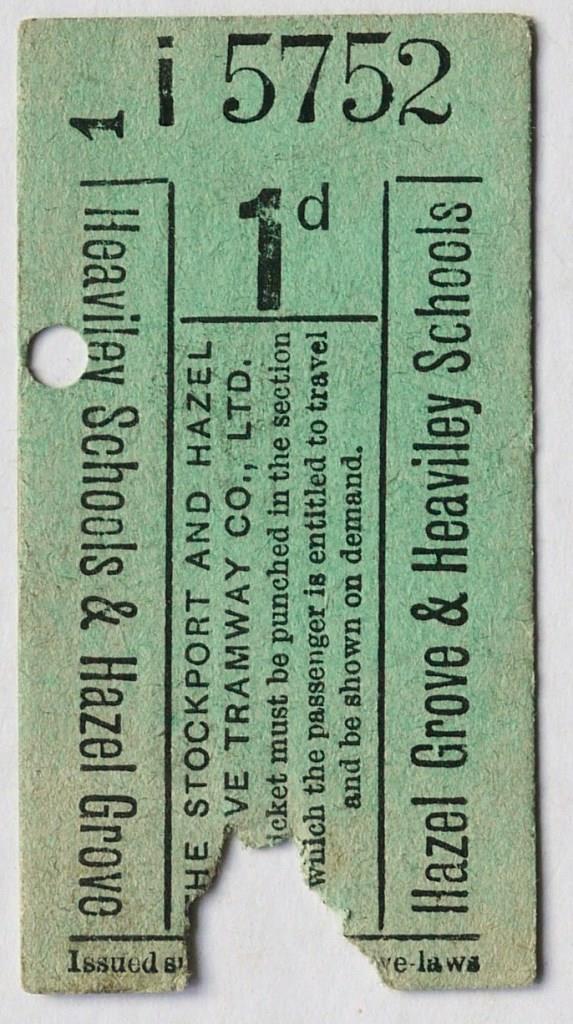 1 i 5752
1d
Heaviley Schools & Hazel Grove
HE STOCKPORT AND HAZEL
VE TRAMWAY CO., LTD.
icket must be punched in the section
which the passenger is entitled to travel
and be shown on demand.
Hazel Grove & Heaviley Schools
Issued ye-laws